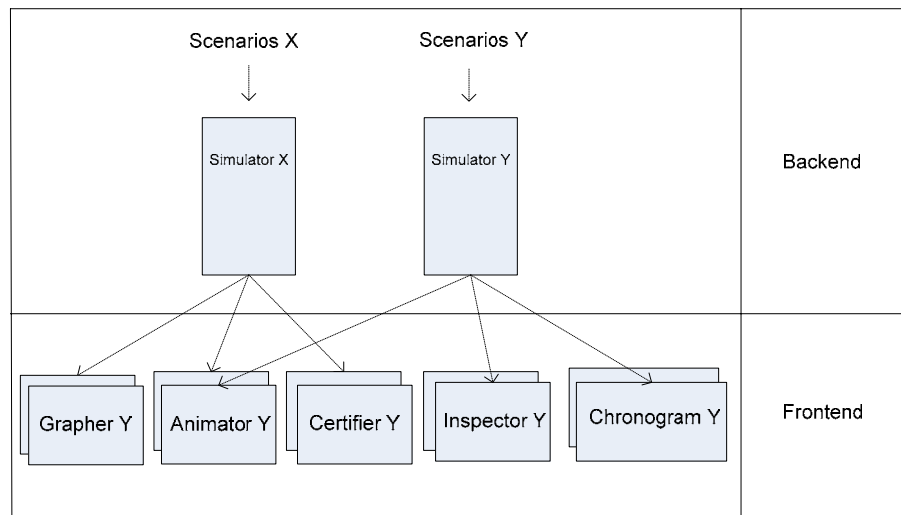 Scenarios X
Scenarios Y
Simulator X
Simulator Y
Backend
Grapher Y
Animator Y
Certifier Y
Inspector Y
Chronogram Y
Frontend